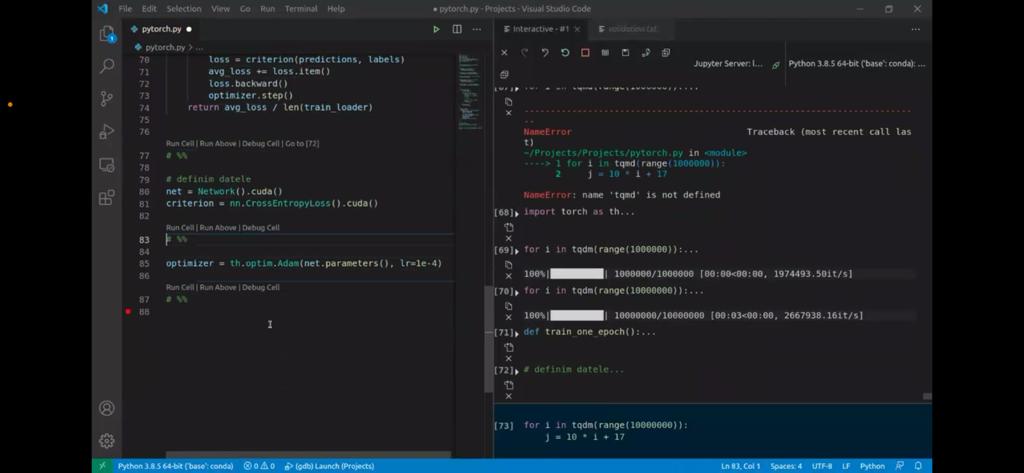 File Edit Selection View Go Run Terminal Help
● pytorch.py - Projects - Visual Studio Code
pytorch.py
pytorch.py > ...
70 loss = criterion(predictions, labels)
71 avg_loss += loss.item()
72 loss.backward()
73 optimizer.step()
74 return avg_loss / len(train_loader)
75
76
Run Cell | Run Above | Debug Cell | Go to [72]
77 # %%
78
79 # definim datele
80 net = Network().cuda()
81 criterion = nn.CrossEntropyLoss().cuda()
82
Run Cell | Run Above | Debug Cell
83 # %%
84
85 optimizer = th.optim.Adam(net.parameters(), lr=1e-4)
86
Run Cell | Run Above | Debug Cell
87 # %%
88
Interactive - #1
Jupyter Server: l...
Python 3.8.5 64-bit ('base': conda): ...
for i in tqmd(range(1000000)):...
NameError Traceback (most recent call las
t)
~/Projects/Projects/pytorch.py in <module>
----> 1 for i in tqmd(range(1000000)):
2 j = 10 * i + 17
NameError: name 'tqmd' is not defined
[68] import torch as th...
[69] for i in tqdm(range(1000000)):...
100%| | 1000000/1000000 [00:00<00:00, 1974493.50it/s]
[70] for i in tqdm(range(10000000)):...
100%| | 10000000/10000000 [00:03<00:00, 2667938.16it/s]
[71] def train_one_epoch():...
[72] # definim datele...
[73] for i in tqdm(range(10000000)):
j = 10 * i + 17
Python 3.8.5 64-bit ('base': conda) 0 0 (gdb) Launch (Projects)
Ln 83, Col 1 Spaces: 4 UTF-8 LF Python